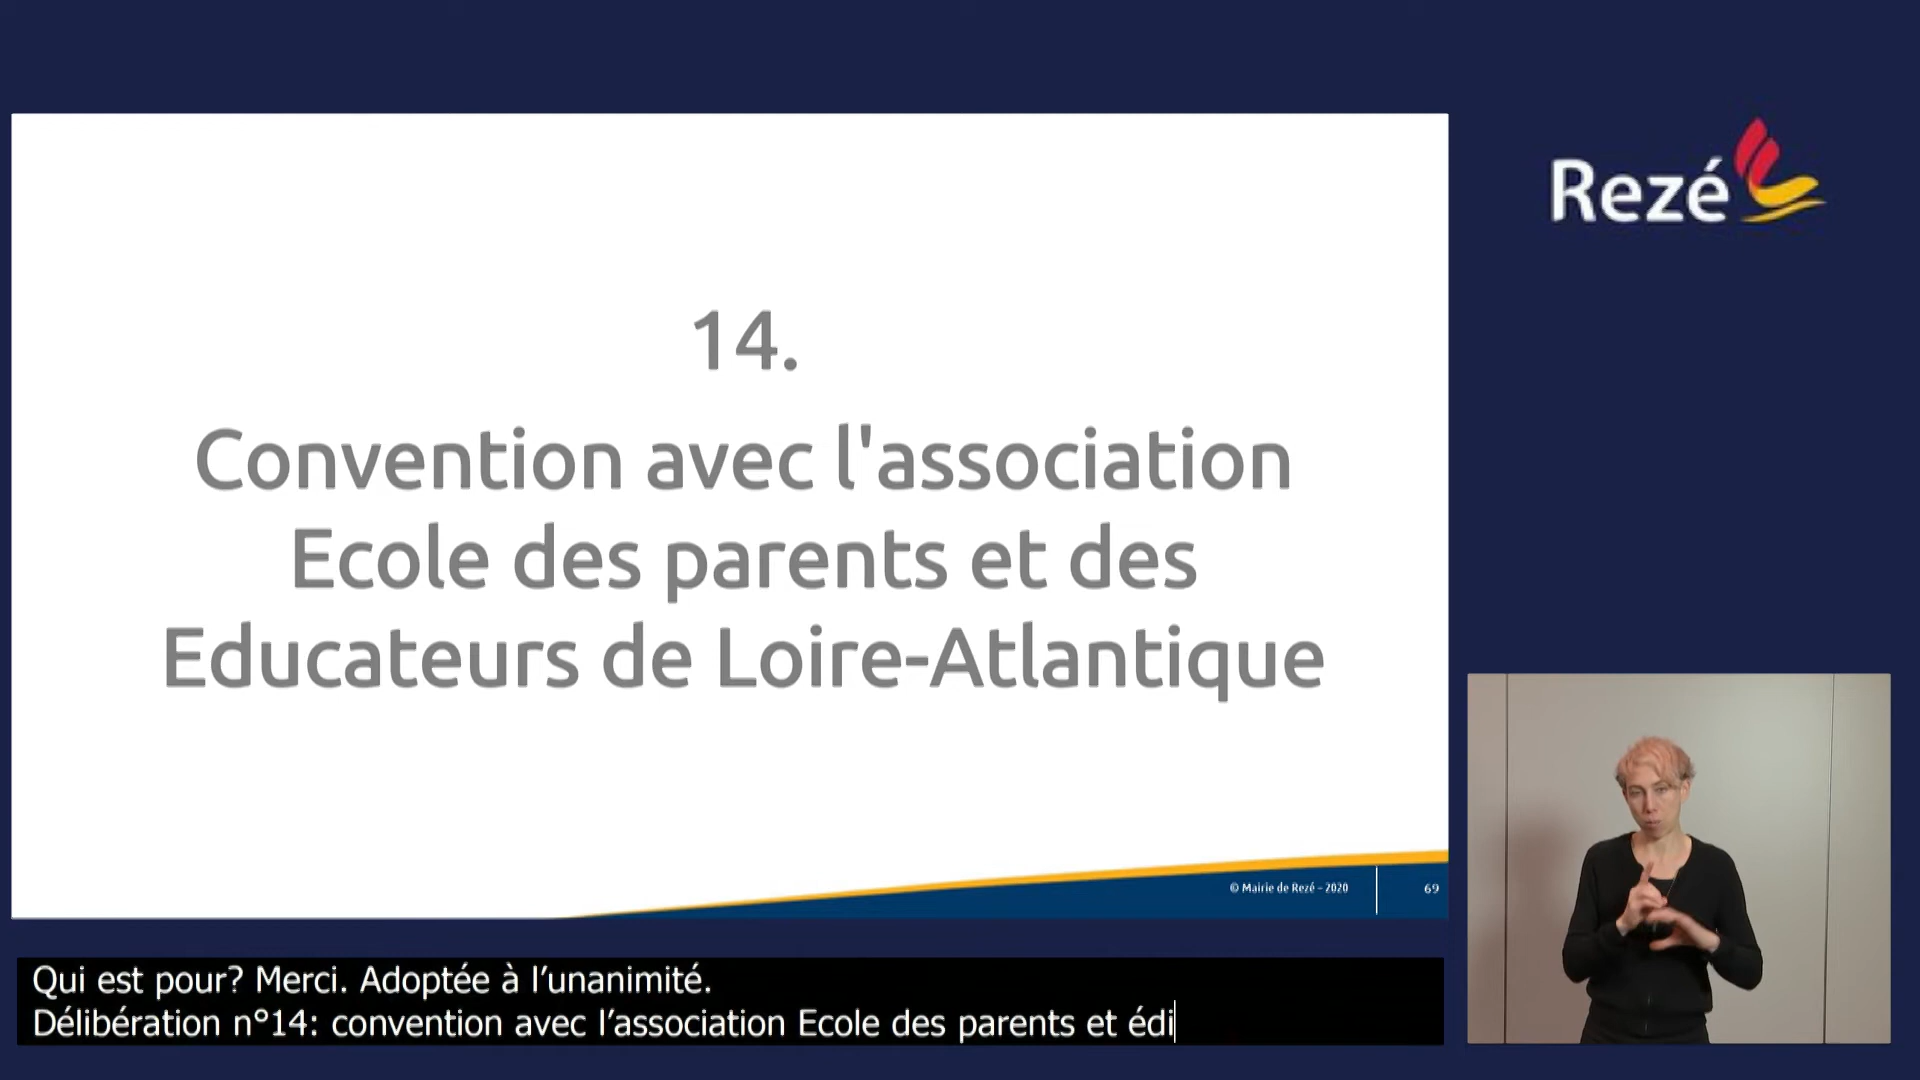 Rezé
14.
Convention avec l'association
Ecole des parents et des
Educateurs de Loire-Atlantique
© Mairie de Rezé - 2020
69
Qui est pour? Merci. Adoptée à l’unanimité.
Délibération n°14: convention avec l’association Ecole des parents et édi